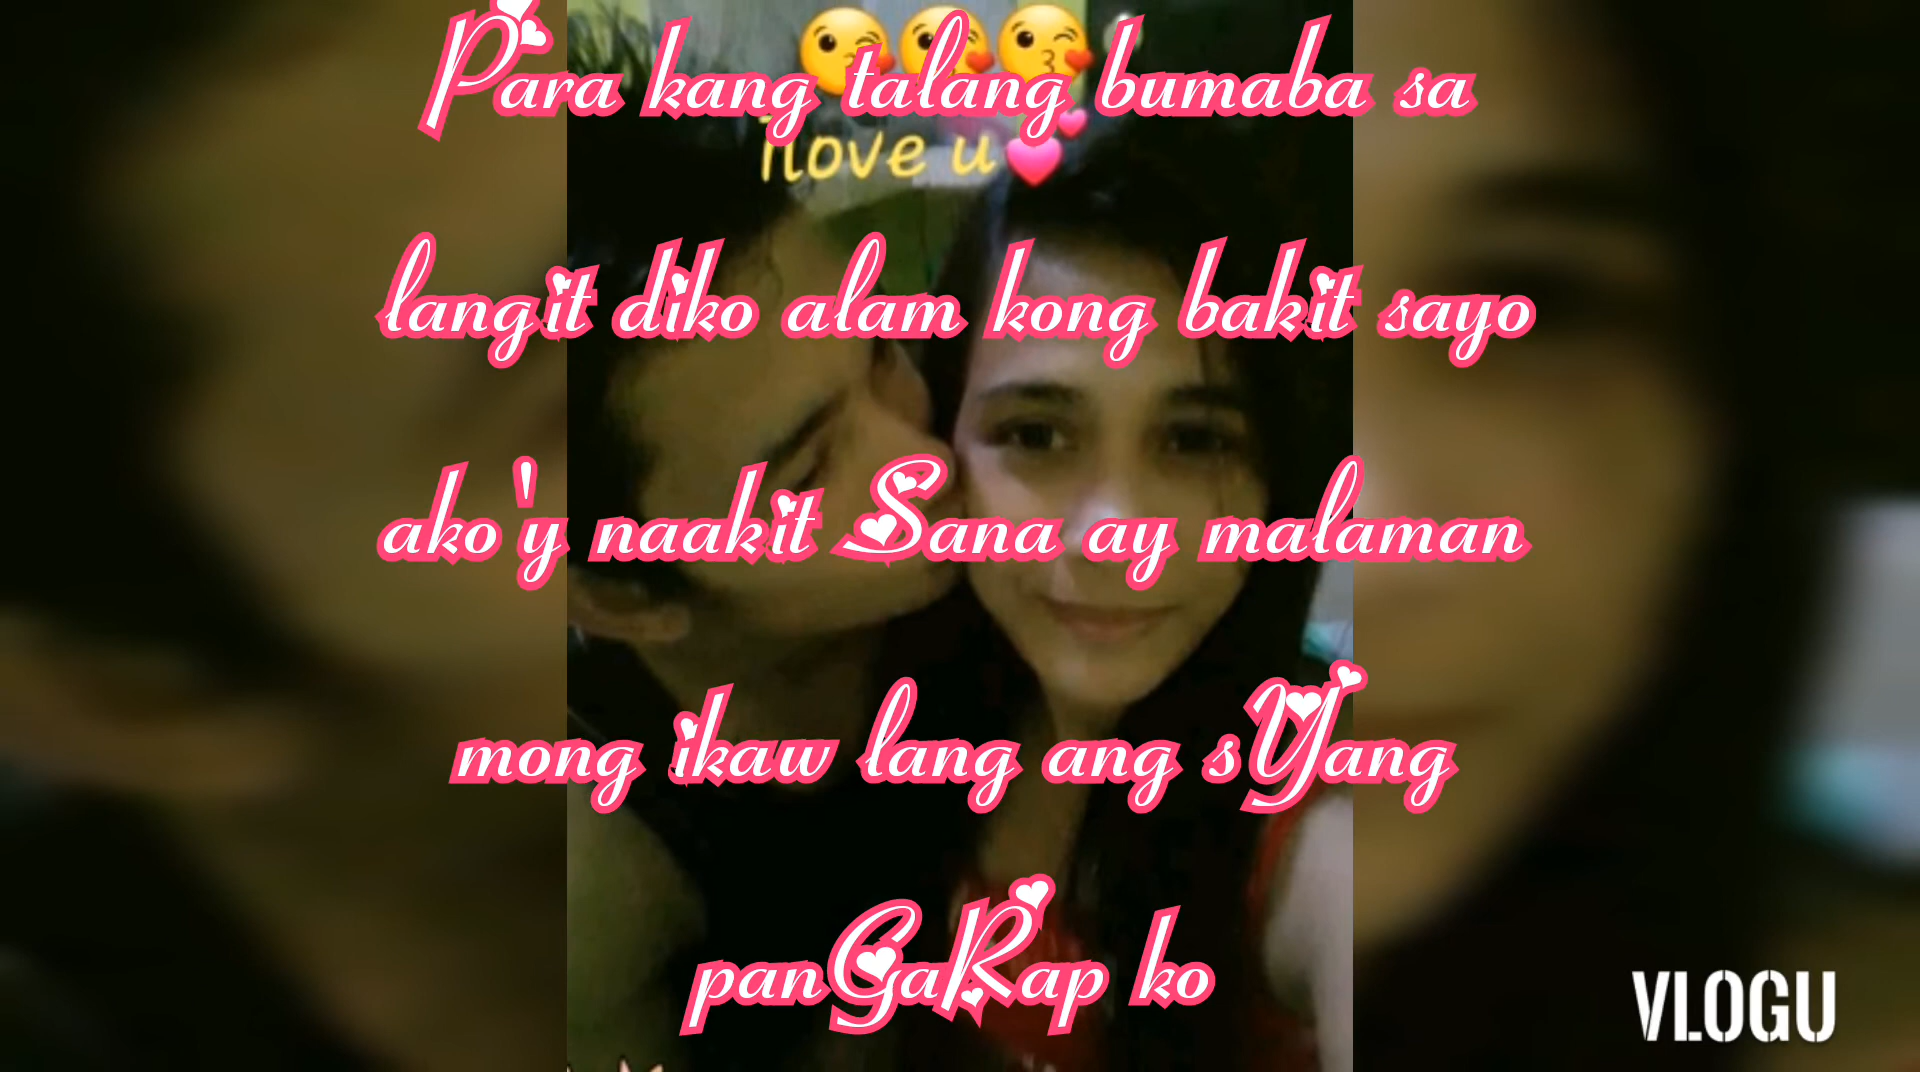 Para kang talang bumaba sa
ilove u
langit diko alam kong bakit sayo
ako'y naakit Sana ay malaman
mong ikaw lang ang sYang
panGaRap ko
VLOGU